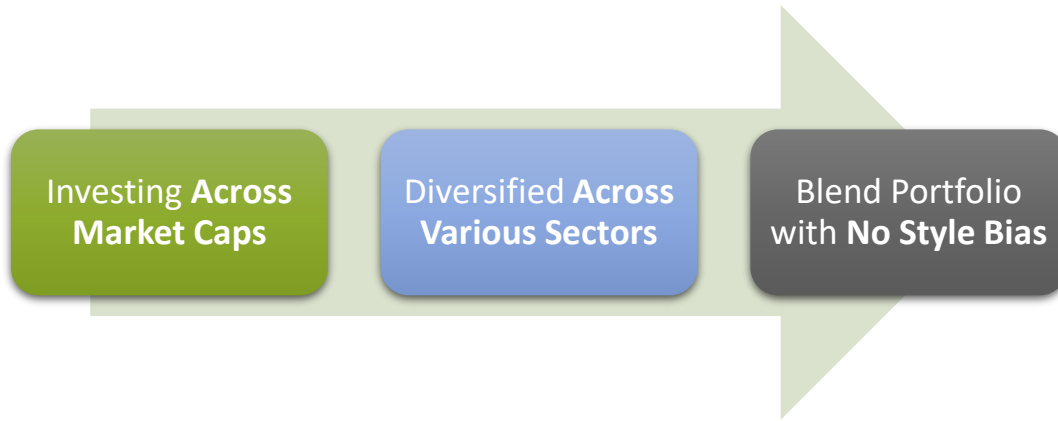 Investing Across
Market Caps
Diversified Across
Various Sectors
Blend Portfolio
with No Style Bias